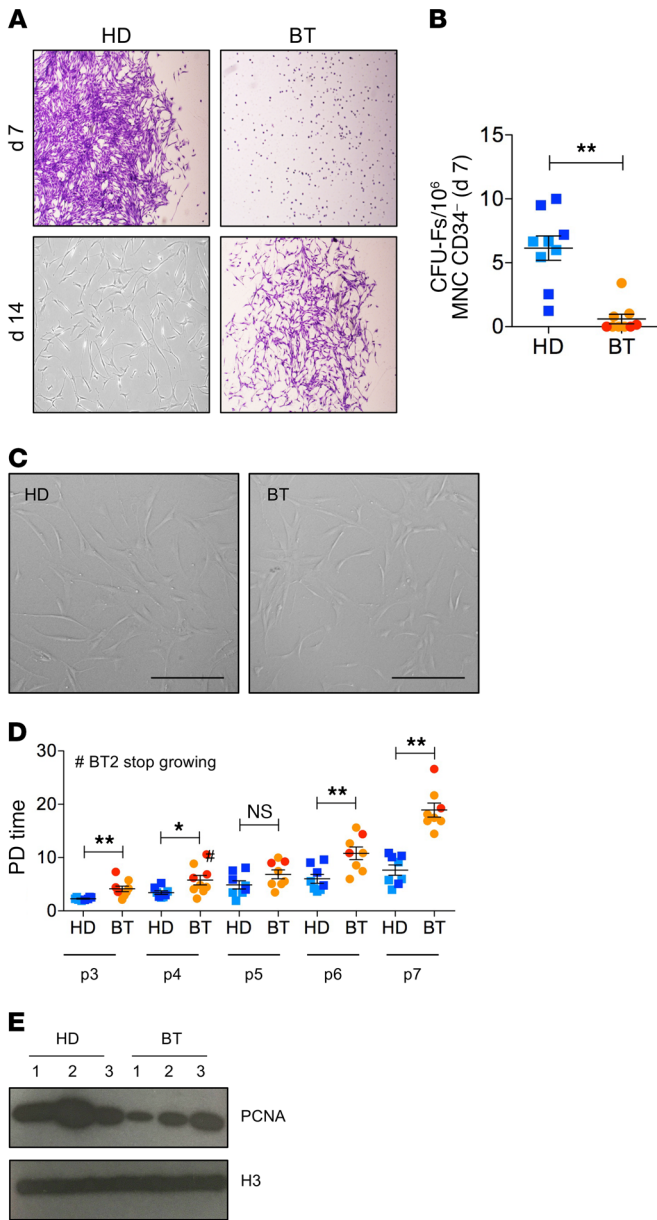 A
HD BT
d 7
d 14
B
CFU-Fs/10⁶
MNC CD34⁻ (d 7)
15
10
5
0
**
HD BT
C
HD
BT
D
PD time
30
20
10
0
# BT2 stop growing
** * NS ** **
#
HD BT HD BT HD BT HD BT HD BT
p3 p4 p5 p6 p7
E
HD BT
1 2 3 1 2 3
PCNA
H3